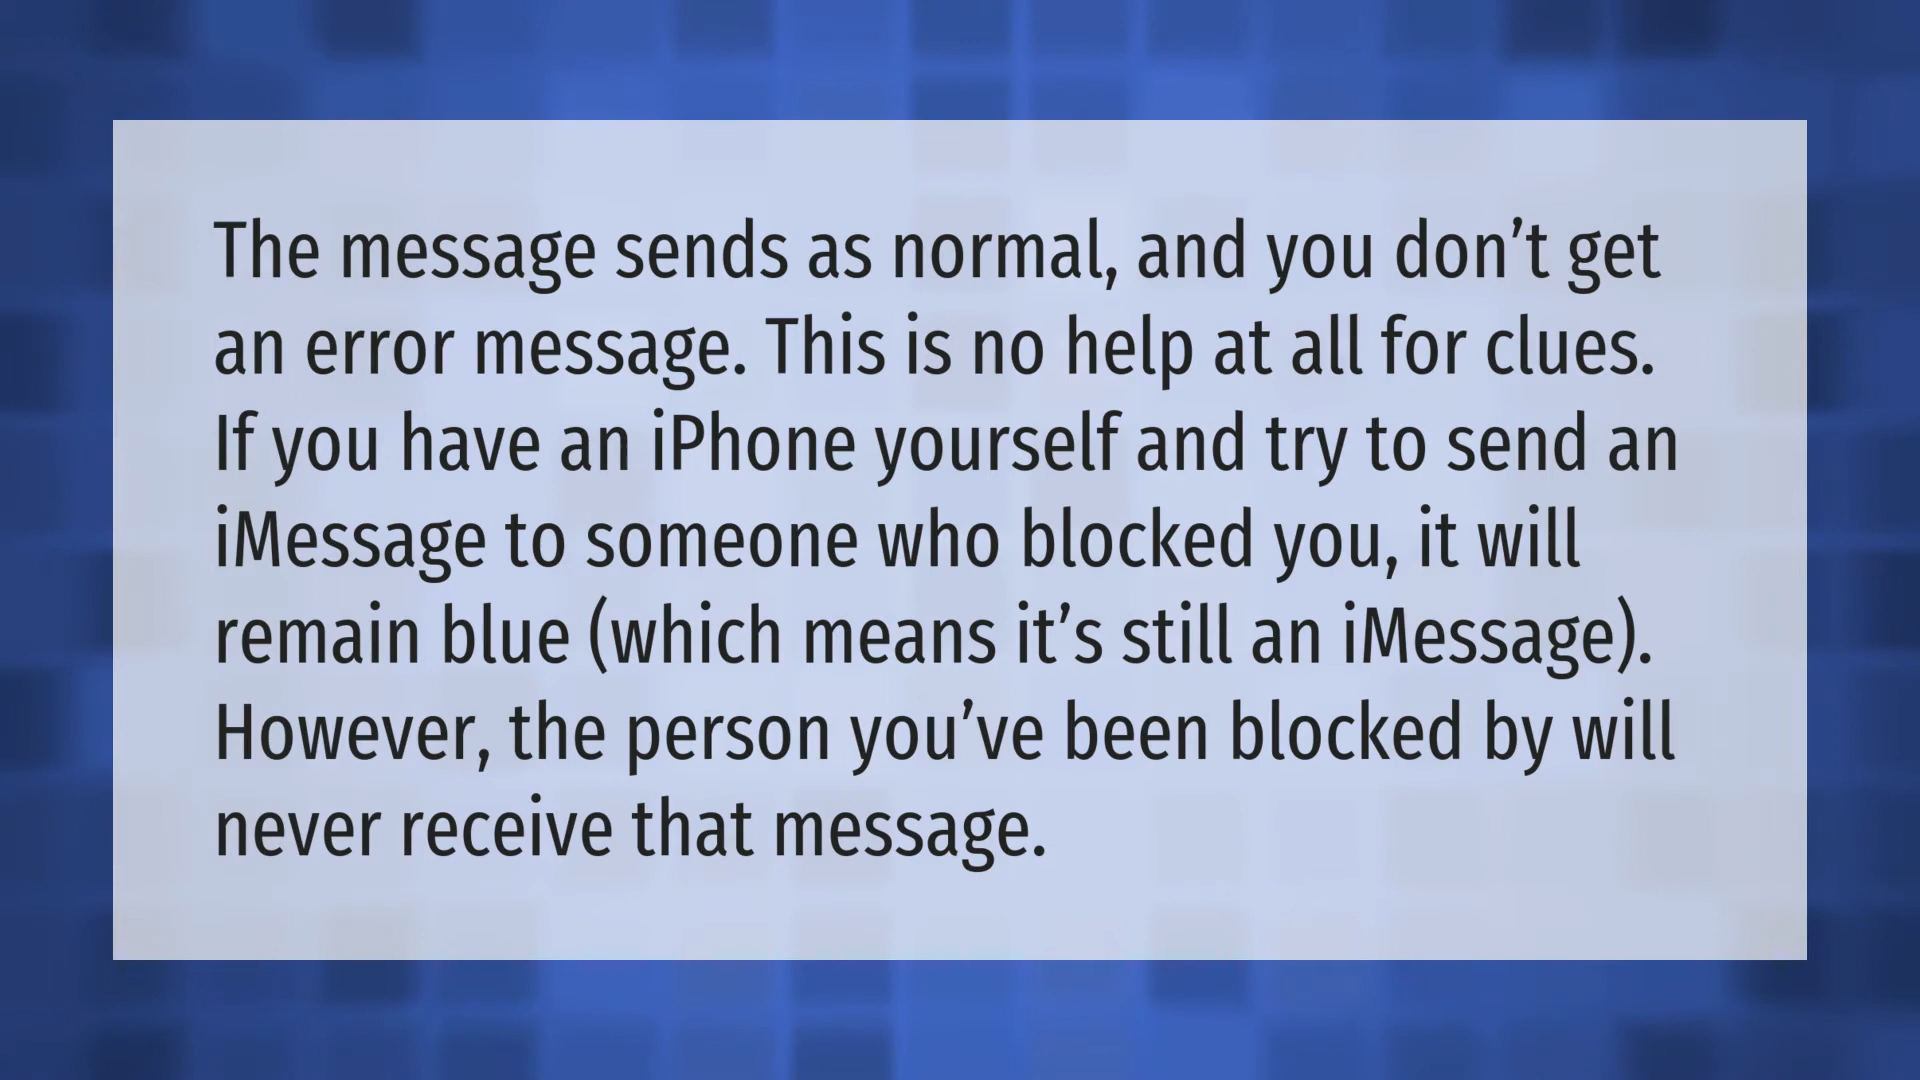 The message sends as normal, and you don’t get
an error message. This is no help at all for clues.
If you have an iPhone yourself and try to send an
iMessage to someone who blocked you, it will
remain blue (which means it’s still an iMessage).
However, the person you’ve been blocked by will
never receive that message.